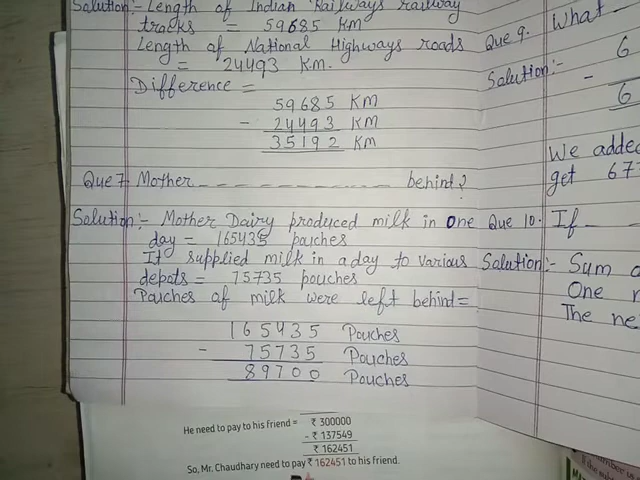 Solution:- Length of Indian Railways railway
tracks = 59685 KM
Length of National Highways roads
= 24493 KM.
Difference =
59685 KM
- 24493 KM
35192 KM
Que 7. Mother - - - - - - - - - - - behind?
Solution:- Mother Dairy produced milk in one
day = 165435 pouches
It supplied milk in a day to various
depots = 75735 pouches
Pouches of milk were left behind =
165435 Pouches
- 75735 Pouches
89700 Pouches
Que 9. What
Solution:- 6
-
6
We added
get 67
Que 10. If - -
Solution:- Sum
One
The ne
He need to pay to his friend = ₹ 300000
- ₹ 137549
₹ 162451
So, Mr. Chaudhary need to pay ₹ 162451 to his friend.